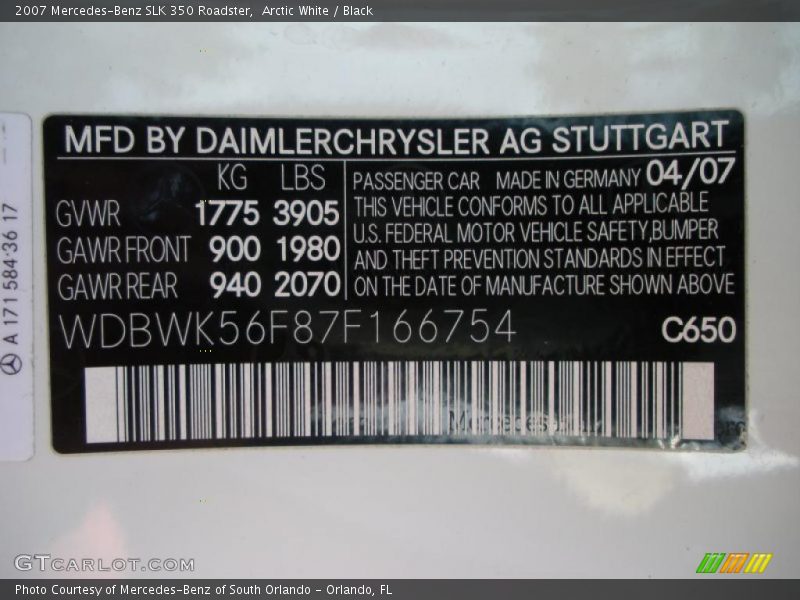 2007 Mercedes-Benz SLK 350 Roadster, Arctic White / Black
MFD BY DAIMLERCHRYSLER AG STUTTGART
KG LBS
GVWR 1775 3905
GAWR FRONT 900 1980
GAWR REAR 940 2070
PASSENGER CAR MADE IN GERMANY 04/07
THIS VEHICLE CONFORMS TO ALL APPLICABLE
U.S. FEDERAL MOTOR VEHICLE SAFETY,BUMPER
AND THEFT PREVENTION STANDARDS IN EFFECT
ON THE DATE OF MANUFACTURE SHOWN ABOVE
WDBWK56F87F166754 C650
A 171 584 36 17
GTCARLOT.COM
Photo Courtesy of Mercedes-Benz of South Orlando - Orlando, FL